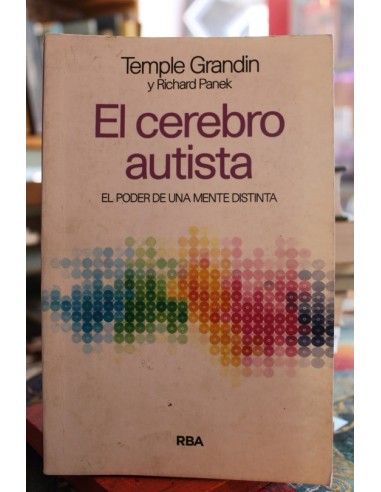 Temple Grandin
y Richard Panek
El cerebro
autista
EL PODER DE UNA MENTE DISTINTA
RBA